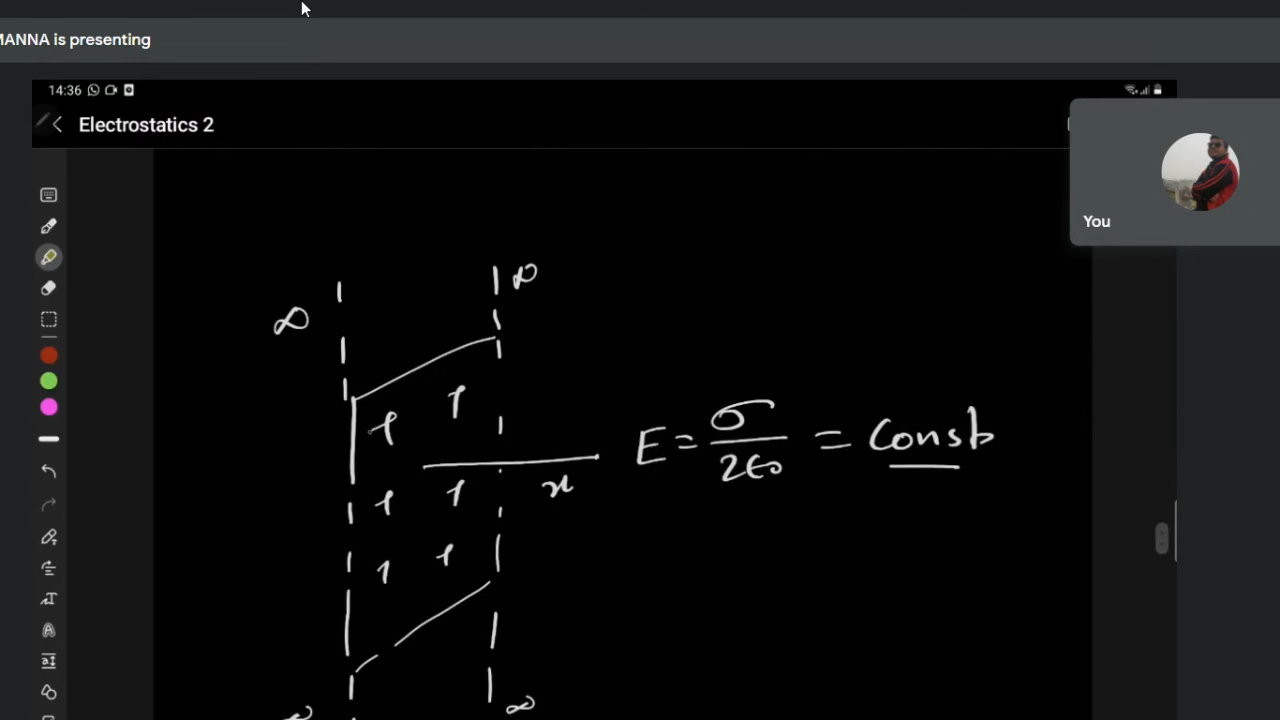 MANNA is presenting
14:36
Electrostatics 2
You
∞ ∞
+ +
E = σ/2ϵ₀ = Const
+ + x
+ +
∞ ∞